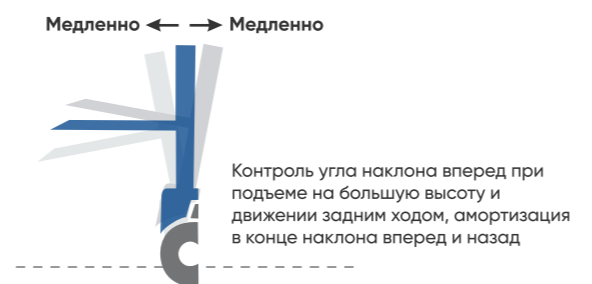 Медленно ← → Медленно
Контроль угла наклона вперед при
подъеме на большую высоту и
движении задним ходом, амортизация
в конце наклона вперед и назад